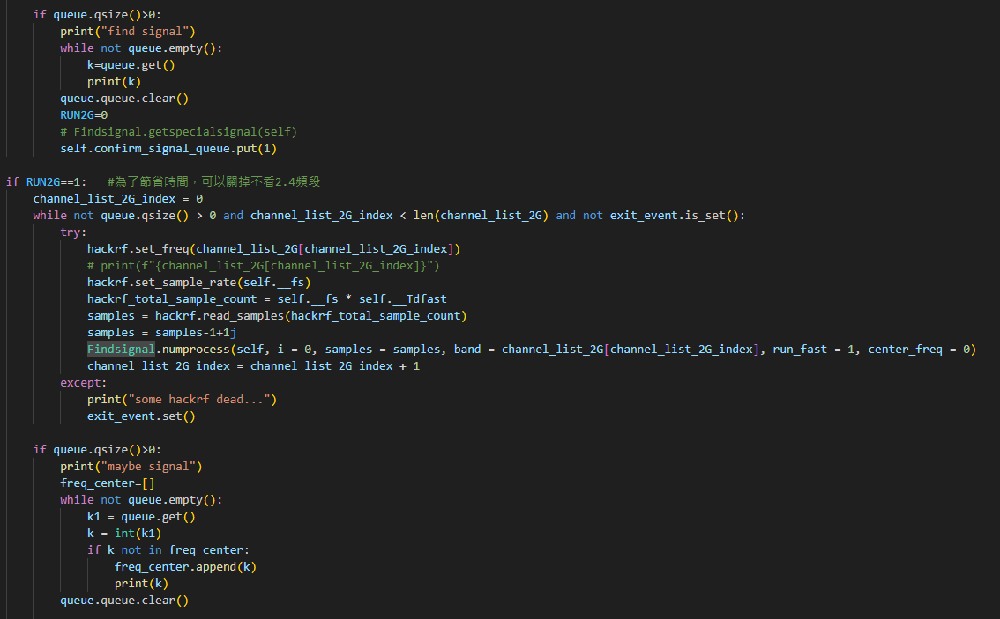 if queue.qsize()>0:
print("find signal")
while not queue.empty():
k=queue.get()
print(k)
queue.queue.clear()
RUN2G=0
# Findsignal.getspecialsignal(self)
self.confirm_signal_queue.put(1)
if RUN2G==1:   #為了節省時間，可以關掉不看2.4頻段
channel_list_2G_index = 0
while not queue.qsize() > 0 and channel_list_2G_index < len(channel_list_2G) and not exit_event.is_set():
try:
hackrf.set_freq(channel_list_2G[channel_list_2G_index])
# print(f"{channel_list_2G[channel_list_2G_index]}")
hackrf.set_sample_rate(self.__fs)
hackrf_total_sample_count = self.__fs * self.__Tdfast
samples = hackrf.read_samples(hackrf_total_sample_count)
samples = samples-1+1j
Findsignal.numprocess(self, i = 0, samples = samples, band = channel_list_2G[channel_list_2G_index], run_fast = 1, center_freq = 0)
channel_list_2G_index = channel_list_2G_index + 1
except:
print("some hackrf dead...")
exit_event.set()
if queue.qsize()>0:
print("maybe signal")
freq_center=[]
while not queue.empty():
k1 = queue.get()
k = int(k1)
if k not in freq_center:
freq_center.append(k)
print(k)
queue.queue.clear()